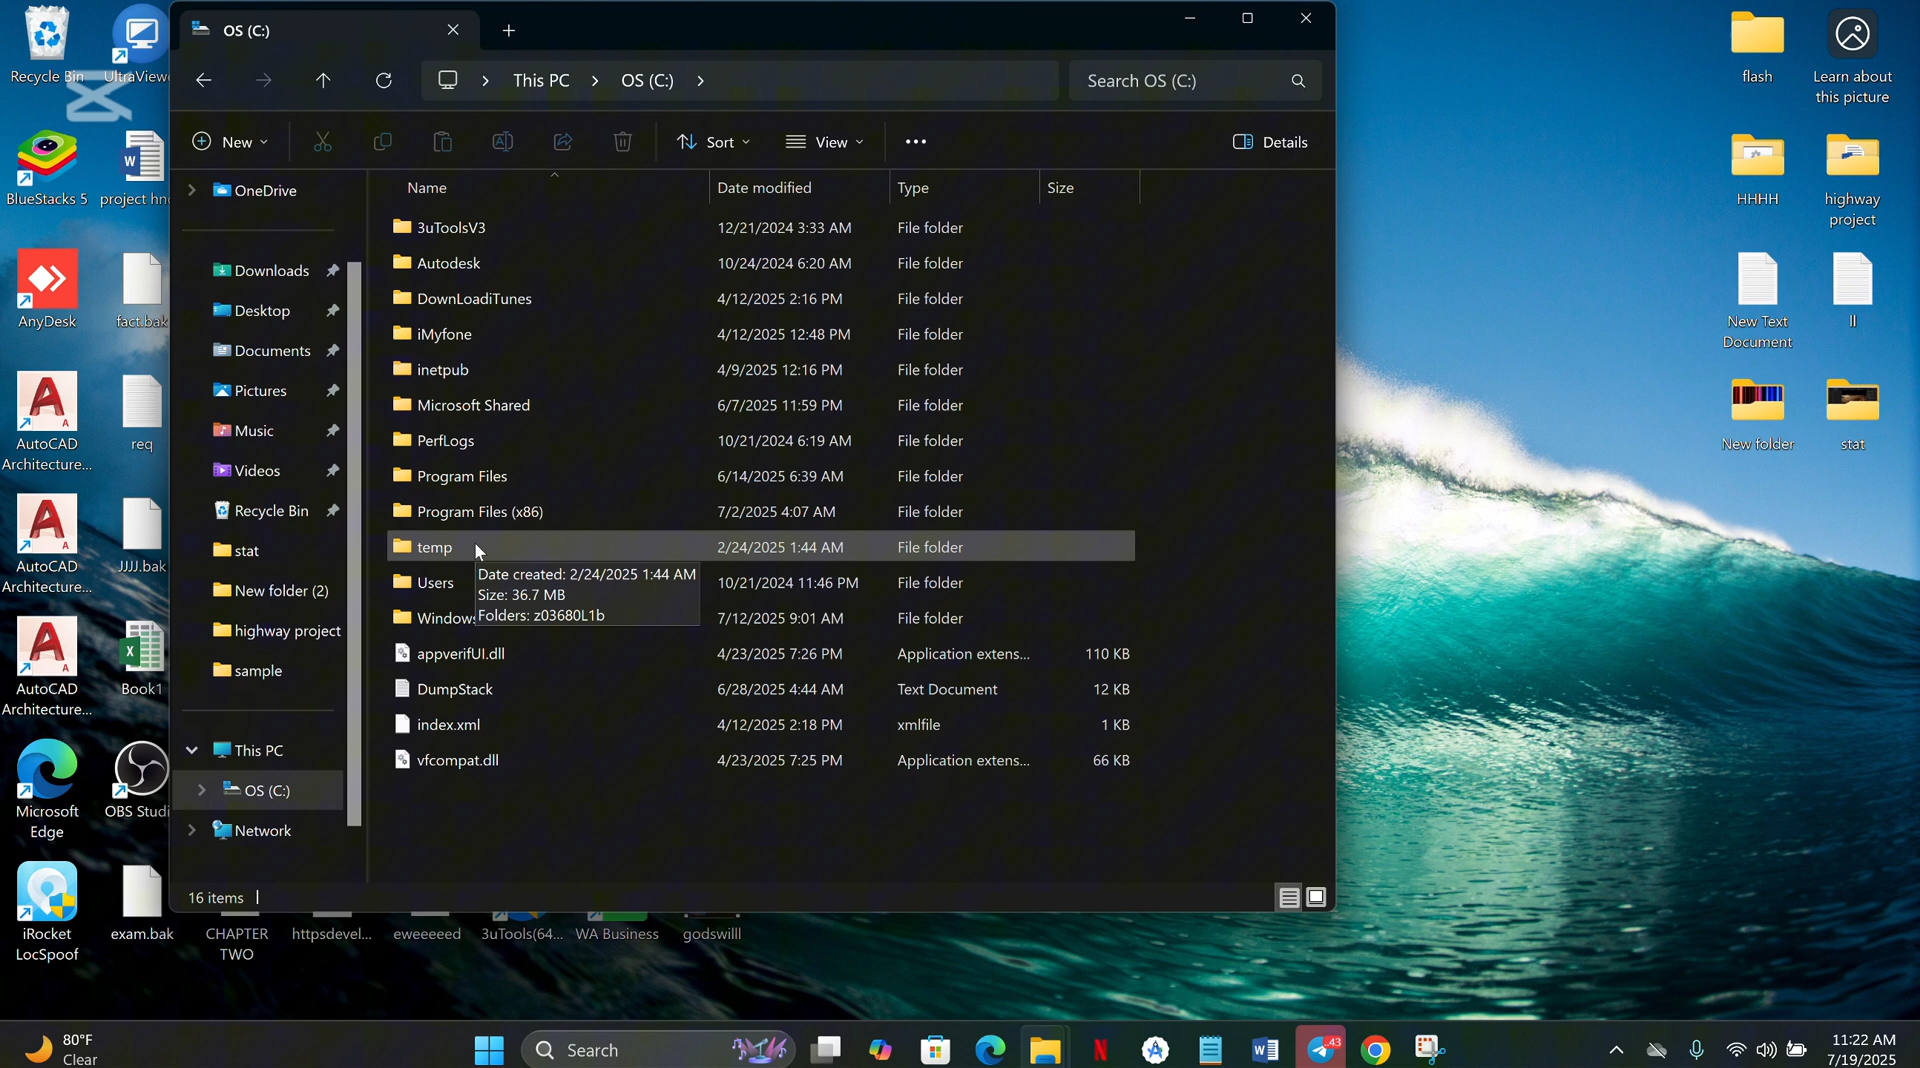 OS (C:)
This PC
OS (C:)
Search OS (C:)
New
Sort
View
Details
OneDrive
Downloads
Desktop
Documents
Pictures
Music
Videos
Recycle Bin
stat
New folder (2)
highway project
sample
This PC
OS (C:)
Network
Name Date modified Type Size
3uToolsV3 12/21/2024 3:33 AM File folder
Autodesk 10/24/2024 6:20 AM File folder
DownLoadiTunes 4/12/2025 2:16 PM File folder
iMyfone 4/12/2025 12:48 PM File folder
inetpub 4/9/2025 12:16 PM File folder
Microsoft Shared 6/7/2025 11:59 PM File folder
PerfLogs 10/21/2024 6:19 AM File folder
Program Files 6/14/2025 6:39 AM File folder
Program Files (x86) 7/2/2025 4:07 AM File folder
temp 2/24/2025 1:44 AM File folder
Users 10/21/2024 11:46 PM File folder
Windows 7/12/2025 9:01 AM File folder
appverifUI.dll 4/23/2025 7:26 PM Application extens... 110 KB
DumpStack 6/28/2025 4:44 AM Text Document 12 KB
index.xml 4/12/2025 2:18 PM xmlfile 1 KB
vfcompat.dll 4/23/2025 7:25 PM Application extens... 66 KB
Date created: 2/24/2025 1:44 AM
Size: 36.7 MB
Folders: z03680L1b
16 items
Recycle Bin
UltraViewe
BlueStacks 5
project hn
AnyDesk
fact.bak
AutoCAD
Architecture...
req
AutoCAD
Architecture...
JJJJ.bak
AutoCAD
Architecture...
Book1
Microsoft
Edge
OBS Studi
iRocket
LocSpoof
exam.bak
CHAPTER
TWO
httpsdevel...
eweeeeed
3uTools(64...
WA Business
godswilll
flash
Learn about
this picture
HHHH
highway
project
New Text
Document
ll
New folder
stat
80°F
Clear
Search
43
11:22 AM
7/19/2025